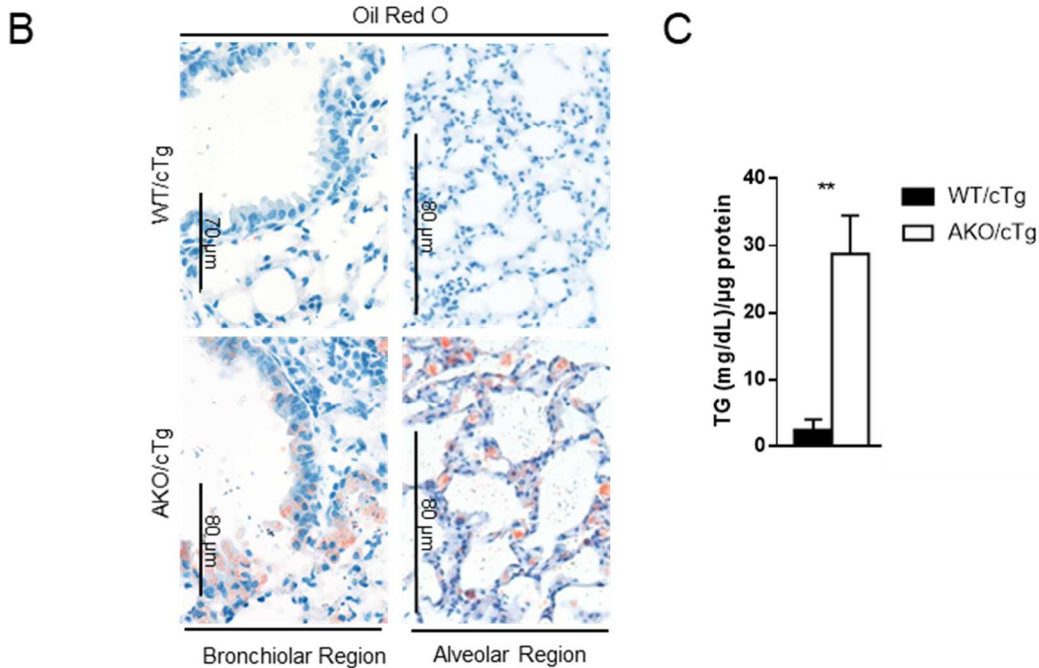 B
Oil Red O
WT/cTg
70 µm
80 µm
AKO/cTg
80 µm
80 µm
Bronchiolar Region
Alveolar Region
C
TG (mg/dL)/µg protein
40
30
20
10
0
**
WT/cTg
AKO/cTg